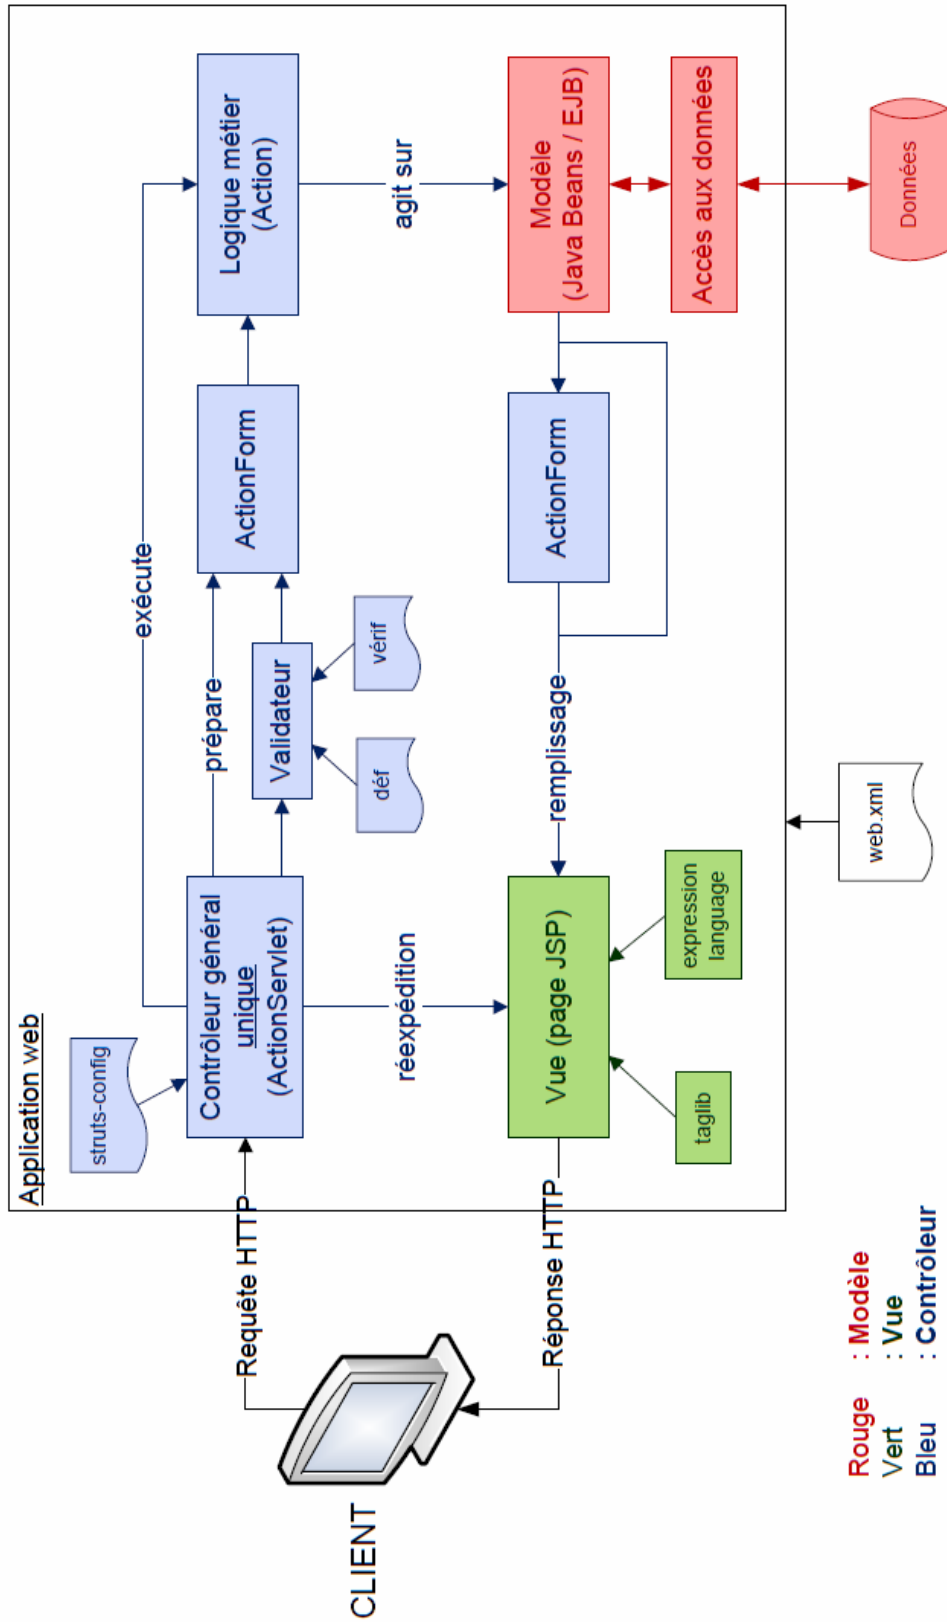 Application web
struts-config
exécute
Contrôleur général
unique
(ActionServlet)
prépare
ActionForm
Logique métier
(Action)
Validateur
déf
vérif
Requête HTTP
CLIENT
réexpédition
agit sur
Réponse HTTP
Vue (page JSP)
remplissage
ActionForm
Modèle
(Java Beans / EJB)
taglib
expression
language
Accès aux données
web.xml
Données
Rouge : Modèle
Vert : Vue
Bleu : Contrôleur